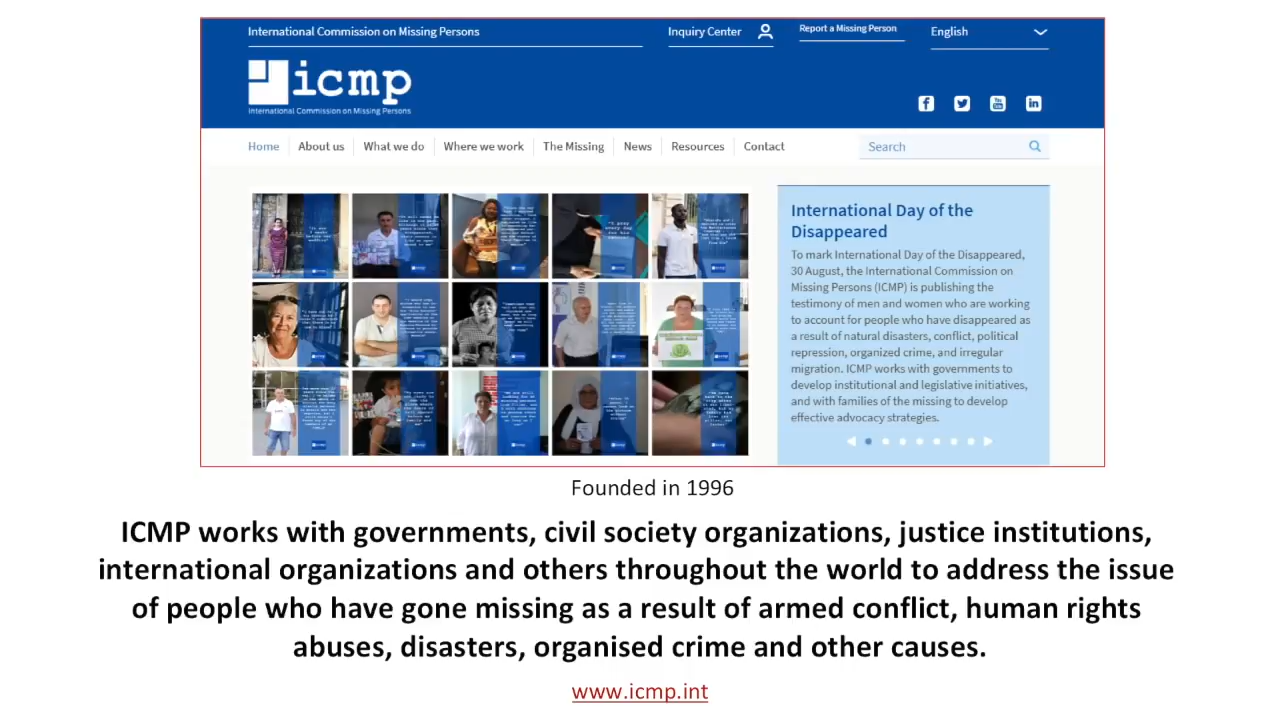 International Commission on Missing Persons
Inquiry Center
Report a Missing Person
English
icmp
International Commission on Missing Persons
Home
About us
What we do
Where we work
The Missing
News
Resources
Contact
Search
International Day of the
Disappeared
To mark International Day of the Disappeared,
30 August, the International Commission on
Missing Persons (ICMP) is publishing the
testimony of men and women who are working
to account for people who have disappeared as
a result of natural disasters, conflict, political
repression, organized crime, and irregular
migration. ICMP works with governments to
develop institutional and legislative initiatives,
and with families of the missing to develop
effective advocacy strategies.
Founded in 1996
ICMP works with governments, civil society organizations, justice institutions,
international organizations and others throughout the world to address the issue
of people who have gone missing as a result of armed conflict, human rights
abuses, disasters, organised crime and other causes.
www.icmp.int